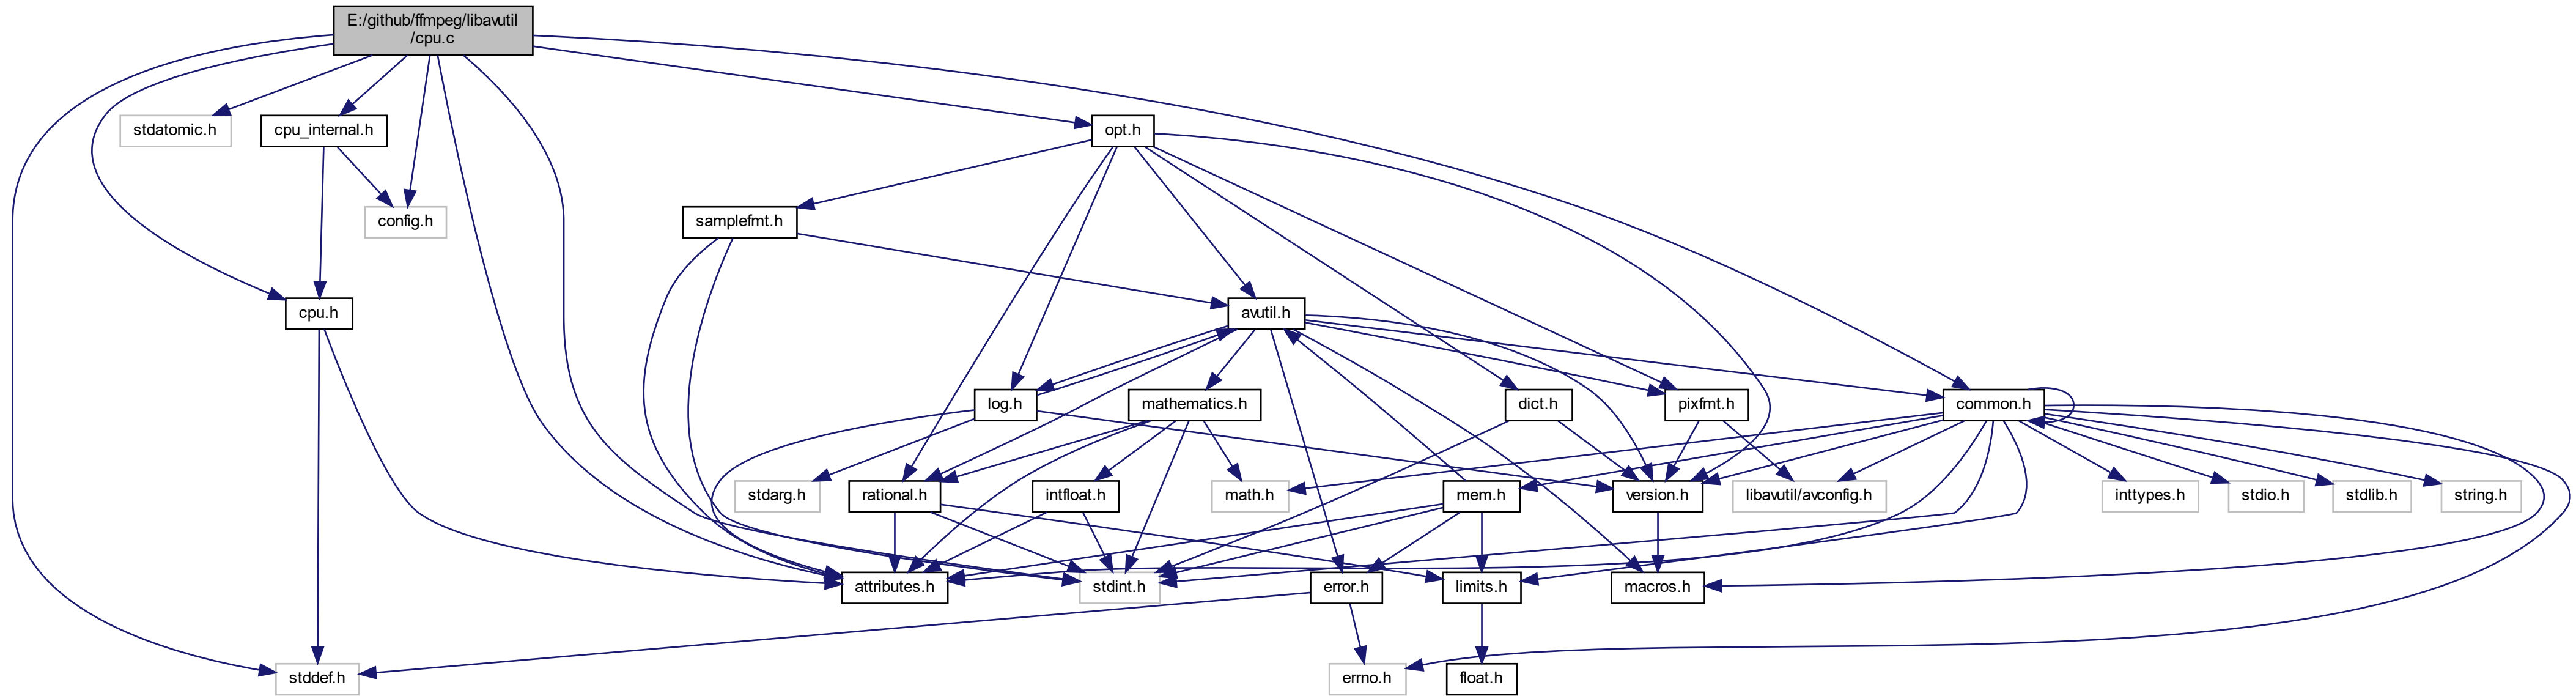 E:/github/ffmpeg/libavutil
/cpu.c
stdatomic.h
cpu_internal.h
opt.h
config.h
samplefmt.h
cpu.h
avutil.h
log.h
mathematics.h
dict.h
pixfmt.h
common.h
stdarg.h
rational.h
intfloat.h
math.h
mem.h
version.h
libavutil/avconfig.h
inttypes.h
stdio.h
stdlib.h
string.h
attributes.h
stdint.h
error.h
limits.h
macros.h
stddef.h
errno.h
float.h